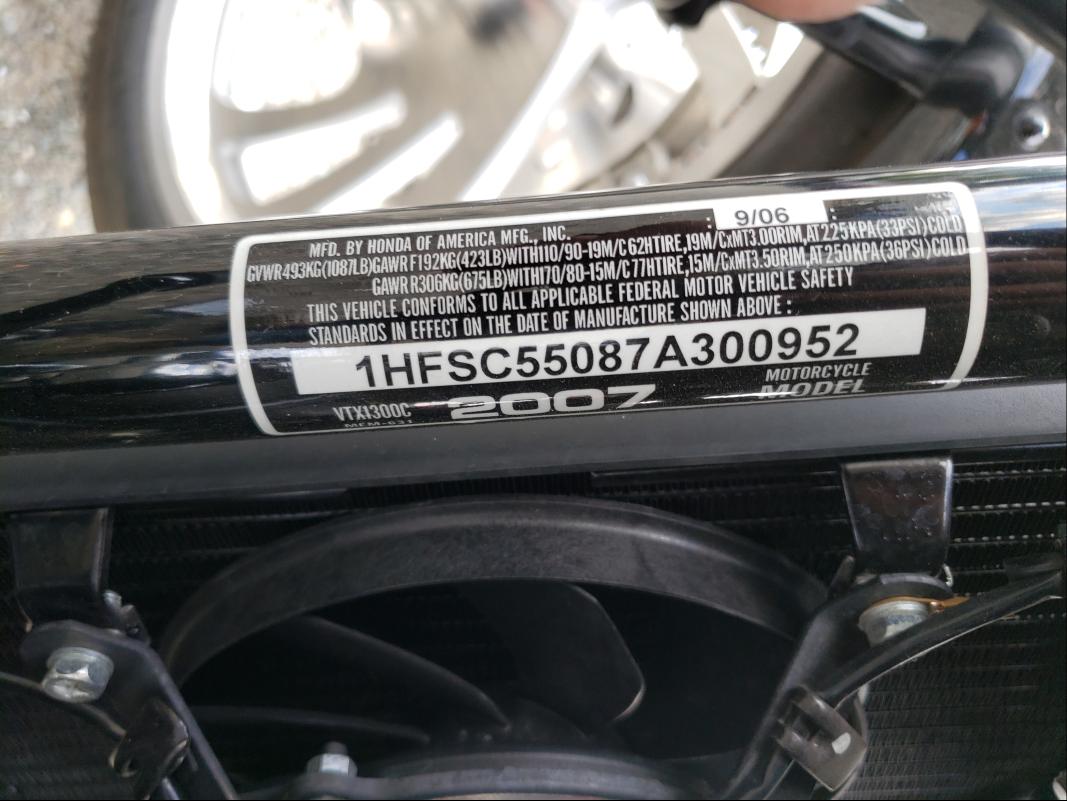 9/06
MFD. BY HONDA OF AMERICA MFG., INC.
GVWR493KG(1087LB)GAWR F192KG(423LB)WITH110/90-19M/C 62HTIRE,19M/CxMT3.00RIM,AT225KPA(33PSI)COLD
GAWR R306KG(675LB)WITH170/80-15M/C77HTIRE,15M/CxMT3.50RIM,AT250KPA(36PSI)COLD
THIS VEHICLE CONFORMS TO ALL APPLICABLE FEDERAL MOTOR VEHICLE SAFETY
STANDARDS IN EFFECT ON THE DATE OF MANUFACTURE SHOWN ABOVE :
1HFSC55087A300952
VTX1300C 2007 MOTORCYCLE
MEM-631 MODEL